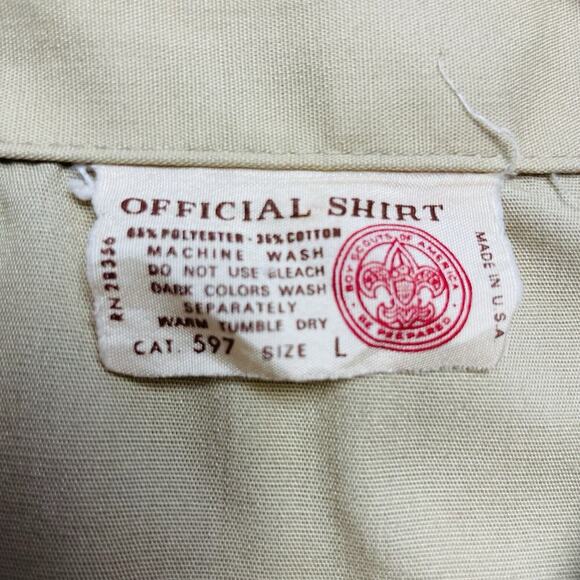 OFFICIAL SHIRT
65% POLYESTER - 35% COTTON
MACHINE WASH
DO NOT USE BLEACH
DARK COLORS WASH
SEPARATELY
WARM TUMBLE DRY
CAT. 597 SIZE L
RN 28356
BOY SCOUTS OF AMERICA
BE PREPARED
MADE IN U.S.A